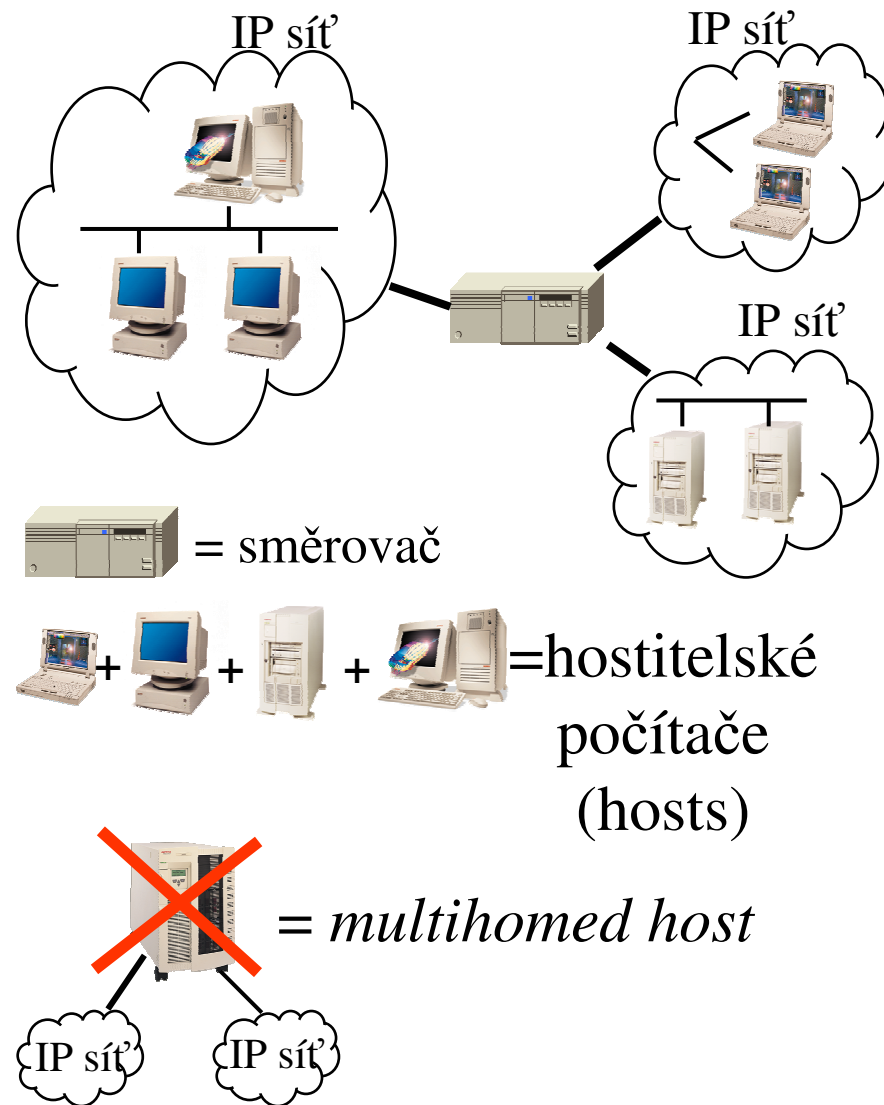 IP síť
IP síť
IP síť
= směrovač
+ + + =hostitelské
počítače
(hosts)
= multihomed host
IP síť
IP síť